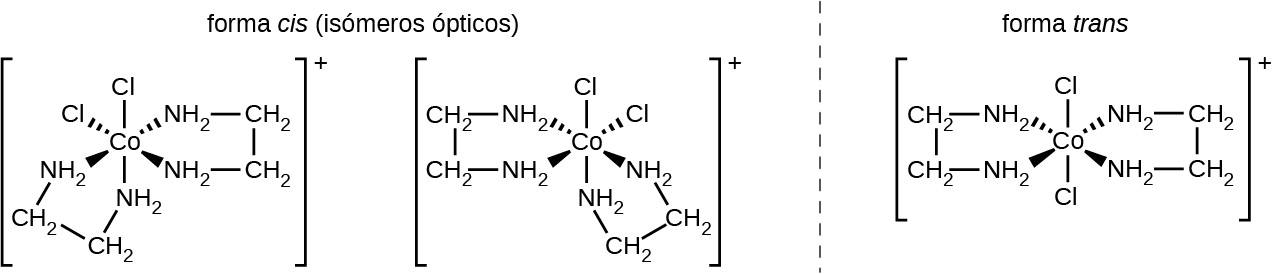 forma cis (isómeros ópticos) forma trans
+ + +
Cl Cl Cl
Cl NH2 CH2 CH2 NH2 Cl CH2 NH2 NH2 CH2
Co Co Co
NH2 NH2 CH2 CH2 NH2 NH2 CH2 NH2 NH2 CH2
NH2 NH2 Cl
CH2 CH2
CH2 CH2